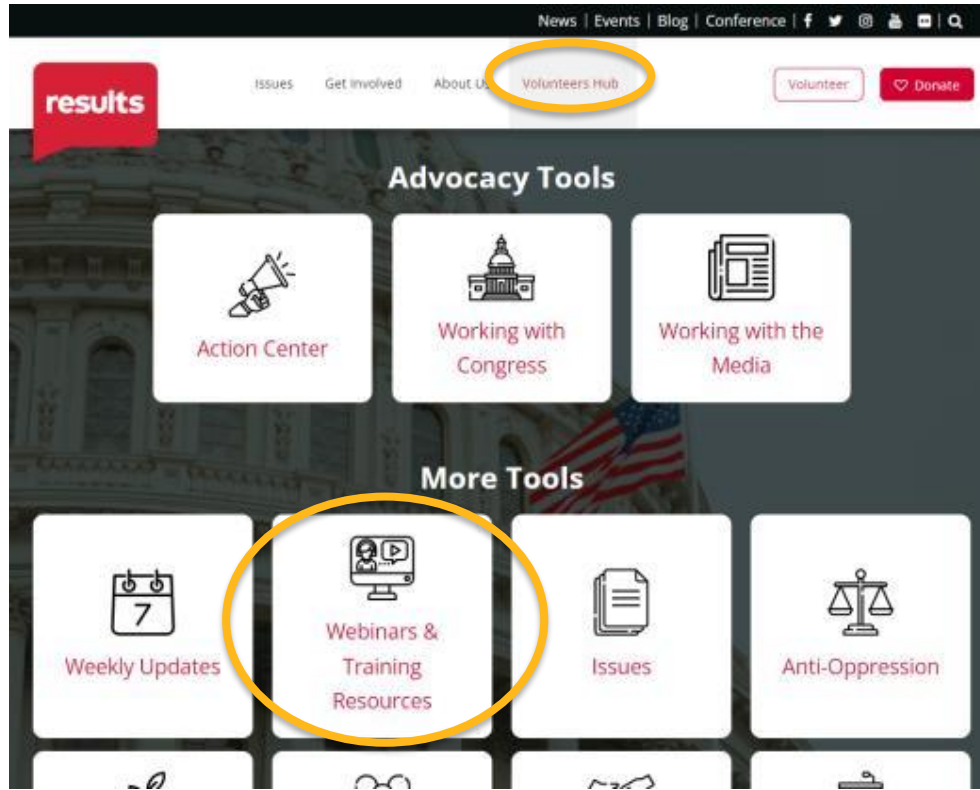 News | Events | Blog | Conference |
results
Issues Get Involved About Us Volunteers Hub Volunteer Donate
Advocacy Tools
Action Center
Working with
Congress
Working with the
Media
More Tools
7
Weekly Updates
Webinars &
Training
Resources
Issues
Anti-Oppression